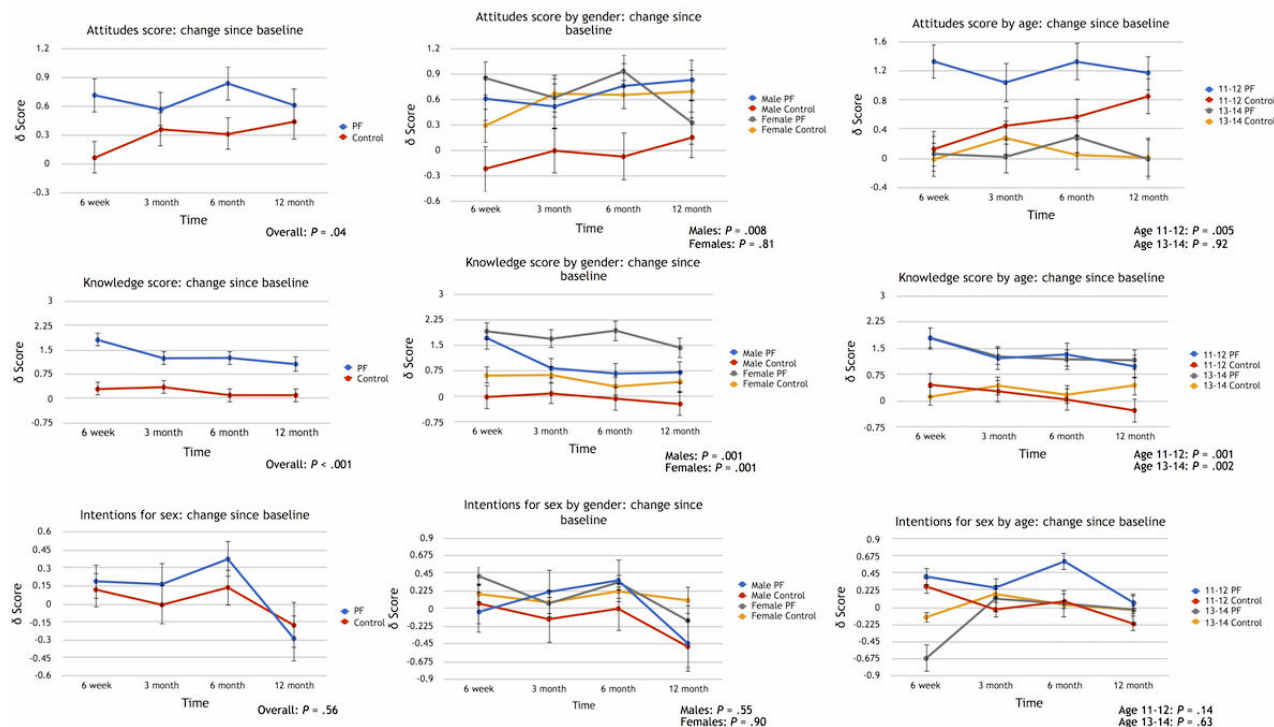 Attitudes score: change since baseline
1.2
0.9
0.6
0.3
0
-0.3
δ Score
6 week
3 month
6 month
12 month
Time
PF
Control
Overall: P = .04
Attitudes score by gender: change since
baseline
1.2
0.9
0.6
0.3
0
-0.3
-0.6
δ Score
6 week
3 month
6 month
12 month
Time
Male PF
Male Control
Female PF
Female Control
Males: P = .008
Females: P = .81
Attitudes score by age: change since baseline
1.6
1.2
0.8
0.4
0
-0.4
δ Score
6 week
3 month
6 month
12 month
Time
11-12 PF
11-12 Control
13-14 PF
13-14 Control
Age 11-12: P = .005
Age 13-14: P = .92
Knowledge score: change since baseline
3
2.25
1.5
0.75
0
-0.75
δ Score
6 week
3 month
6 month
12 month
Time
PF
Control
Overall: P < .001
Knowledge score by gender: change since
baseline
3
2.25
1.5
0.75
0
-0.75
δ Score
6 week
3 month
6 month
12 month
Time
Male PF
Male Control
Female PF
Female Control
Males: P = .001
Females: P = .001
Knowledge score by age: change since baseline
3
2.25
1.5
0.75
0
-0.75
δ Score
6 week
3 month
6 month
12 month
Time
11-12 PF
11-12 Control
13-14 PF
13-14 Control
Age 11-12: P = .001
Age 13-14: P = .002
Intentions for sex: change since baseline
0.6
0.45
0.3
0.15
0
-0.15
-0.3
-0.45
-0.6
δ Score
6 week
3 month
6 month
12 month
Time
PF
Control
Overall: P = .56
Intentions for sex by gender: change since
baseline
0.9
0.675
0.45
0.225
0
-0.225
-0.45
-0.675
-0.9
δ Score
6 week
3 month
6 month
12 month
Time
Male PF
Male Control
Female PF
Female Control
Males: P = .55
Females: P = .90
Intentions for sex by age: change since baseline
0.9
0.675
0.45
0.225
0
-0.225
-0.45
-0.675
-0.9
δ Score
6 week
3 month
6 month
12 month
Time
11-12 PF
11-12 Control
13-14 PF
13-14 Control
Age 11-12: P = .14
Age 13-14: P = .63